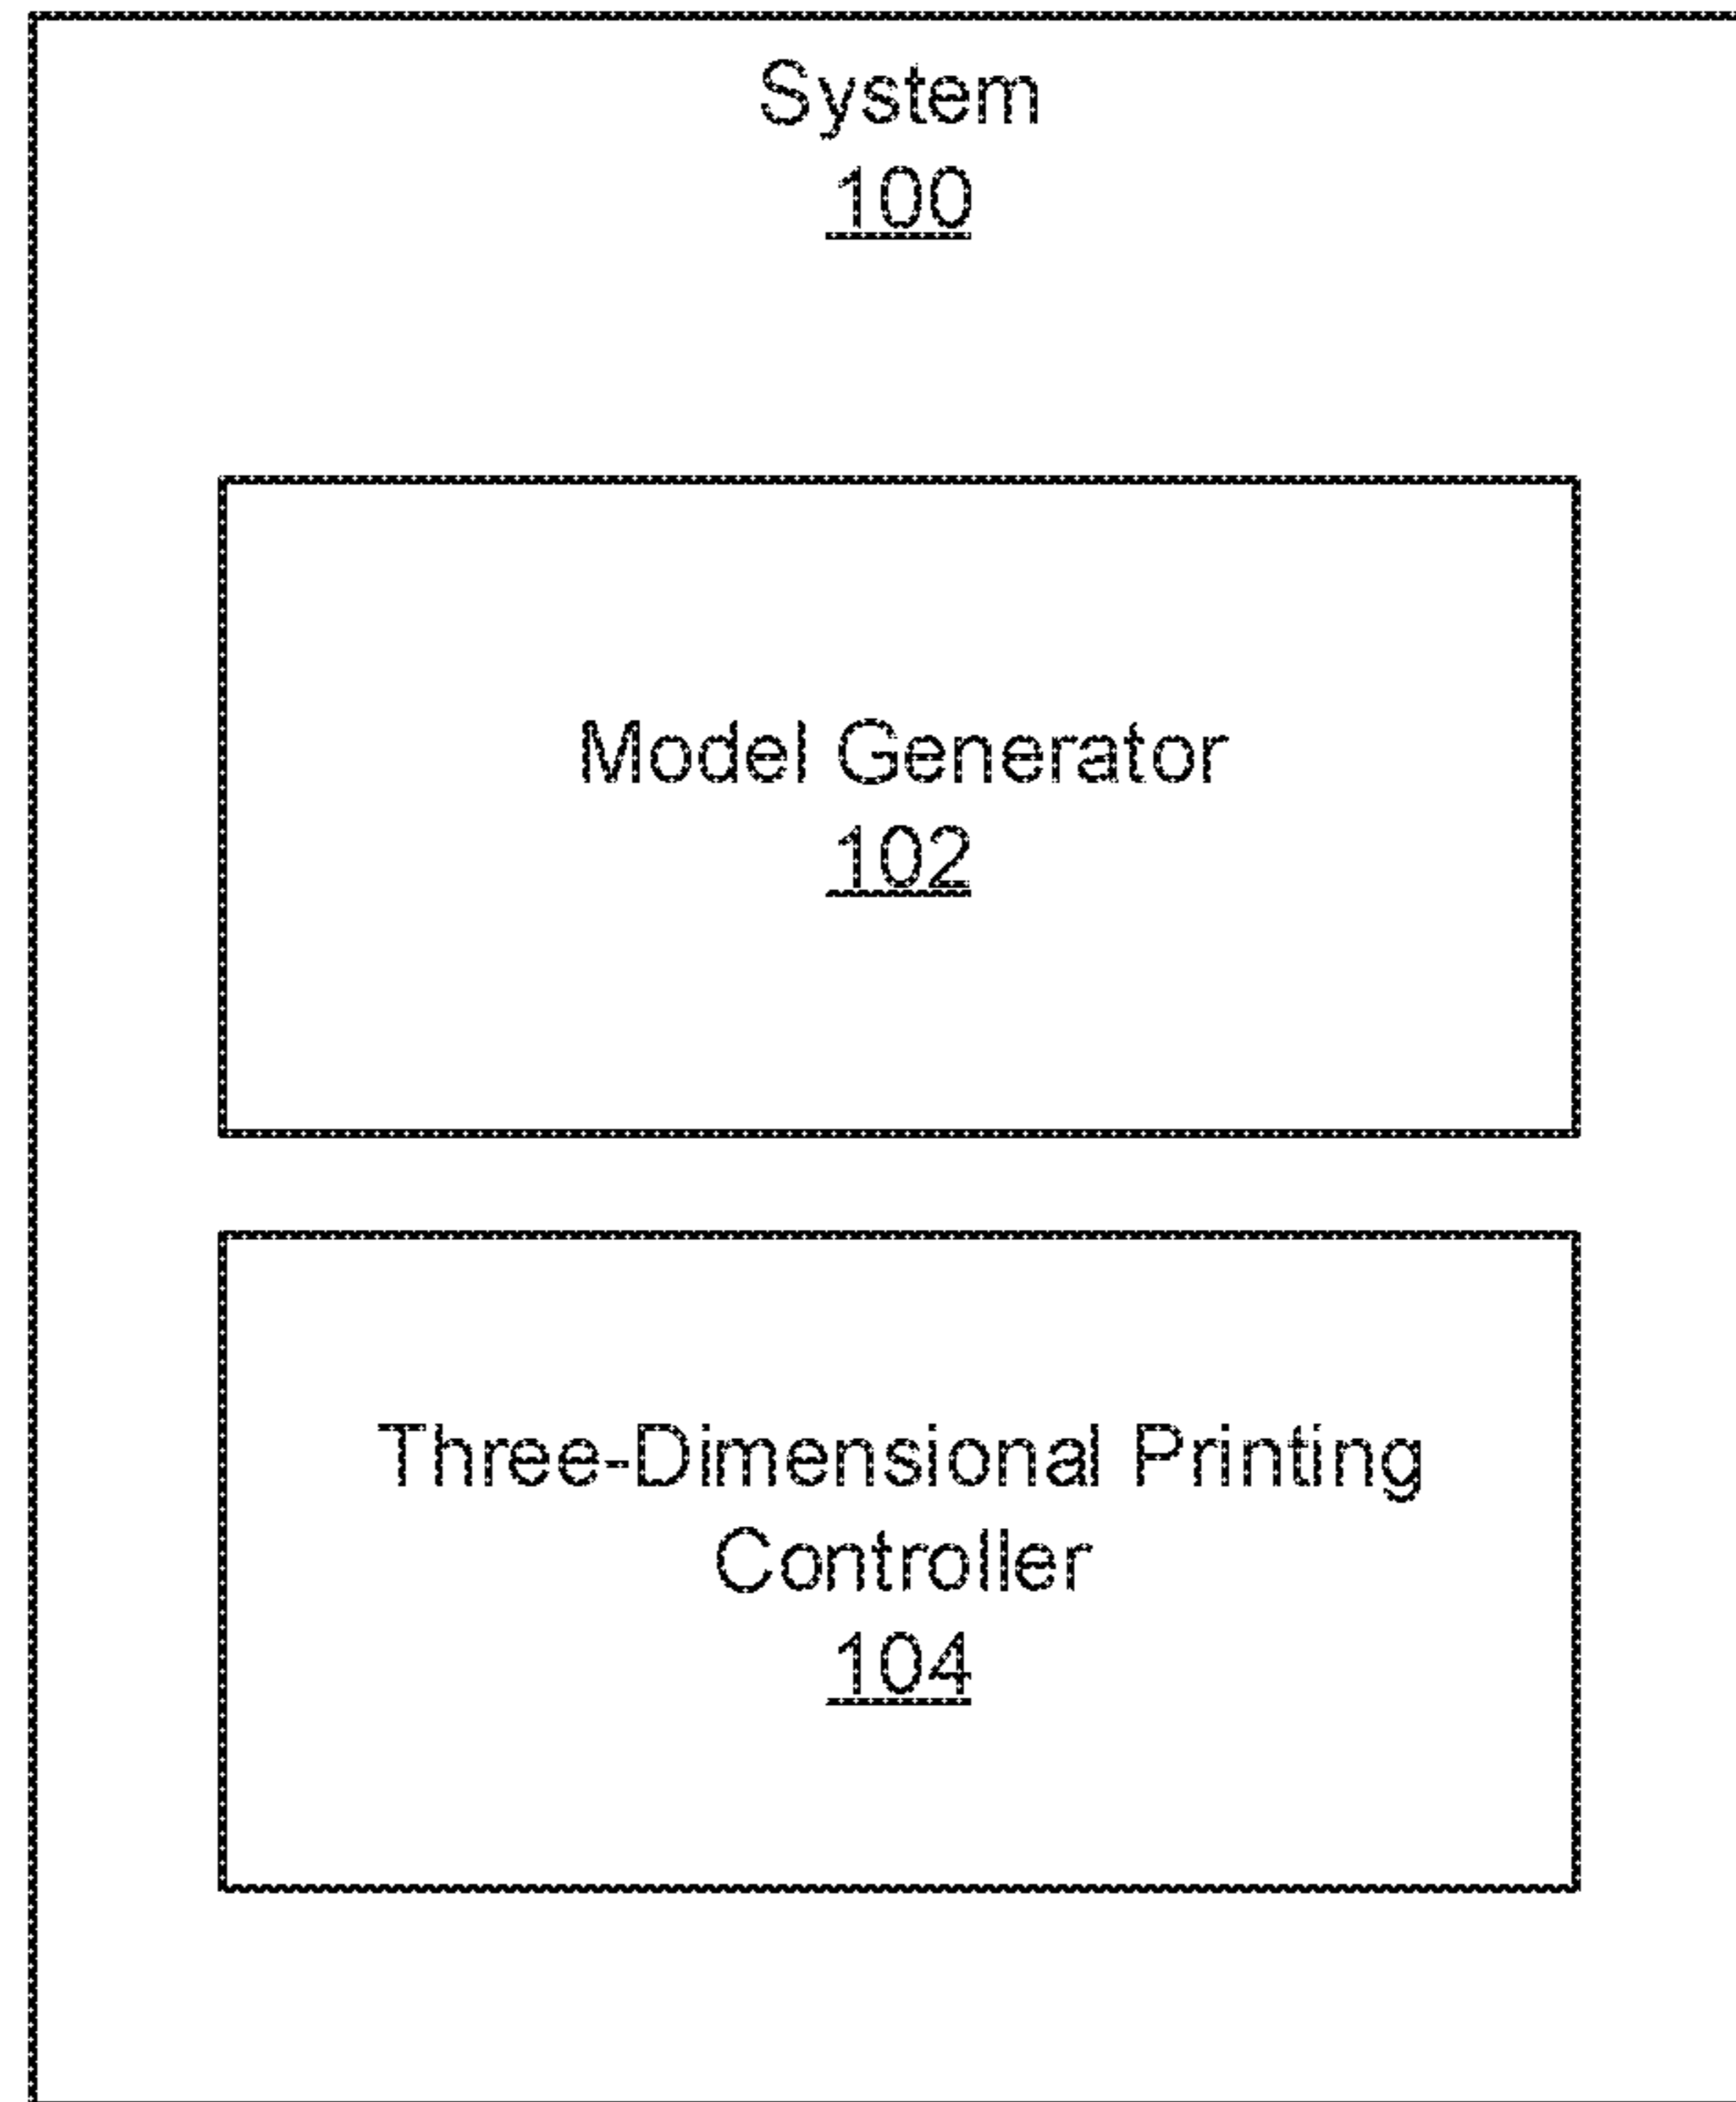 System
100
Model Generator
102
Three-Dimensional Printing
Controller
104